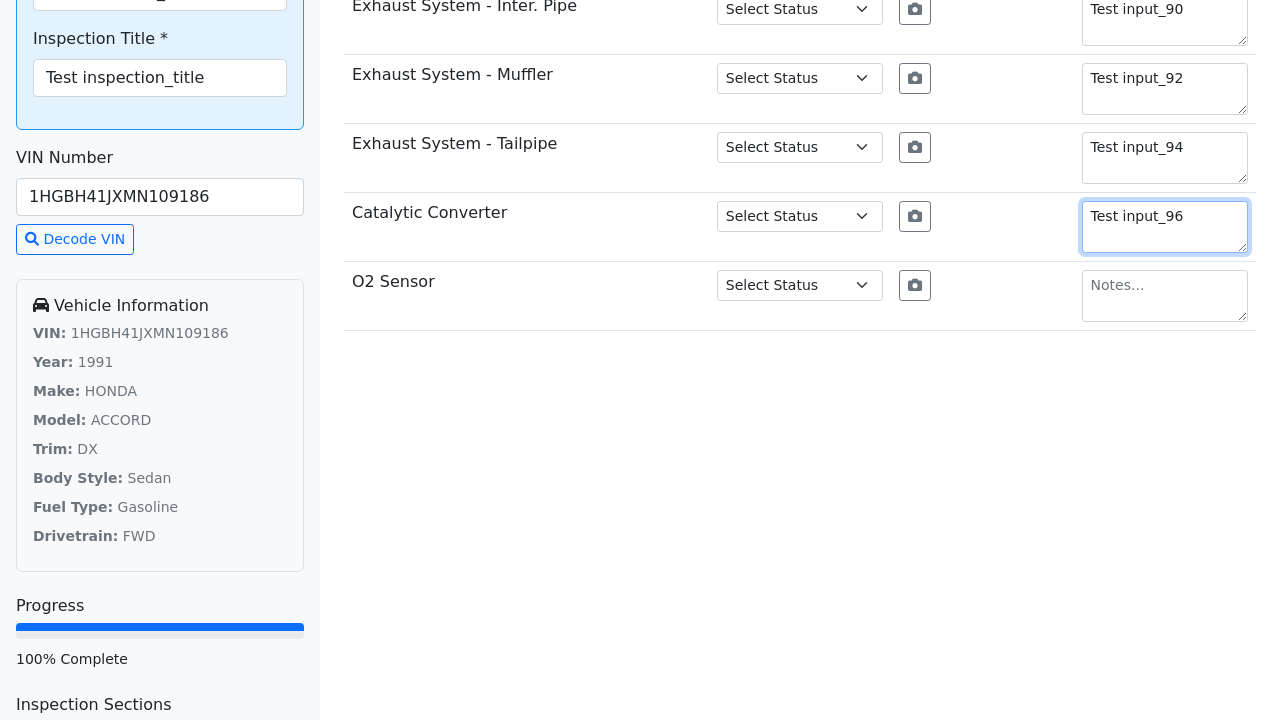 Inspection Title *
Test inspection_title
VIN Number
1HGBH41JXMN109186
Decode VIN
Vehicle Information
VIN: 1HGBH41JXMN109186
Year: 1991
Make: HONDA
Model: ACCORD
Trim: DX
Body Style: Sedan
Fuel Type: Gasoline
Drivetrain: FWD
Progress
100% Complete
Inspection Sections
Exhaust System - Inter. Pipe Select Status Test input_90
Exhaust System - Muffler Select Status Test input_92
Exhaust System - Tailpipe Select Status Test input_94
Catalytic Converter Select Status Test input_96
O2 Sensor Select Status Notes...